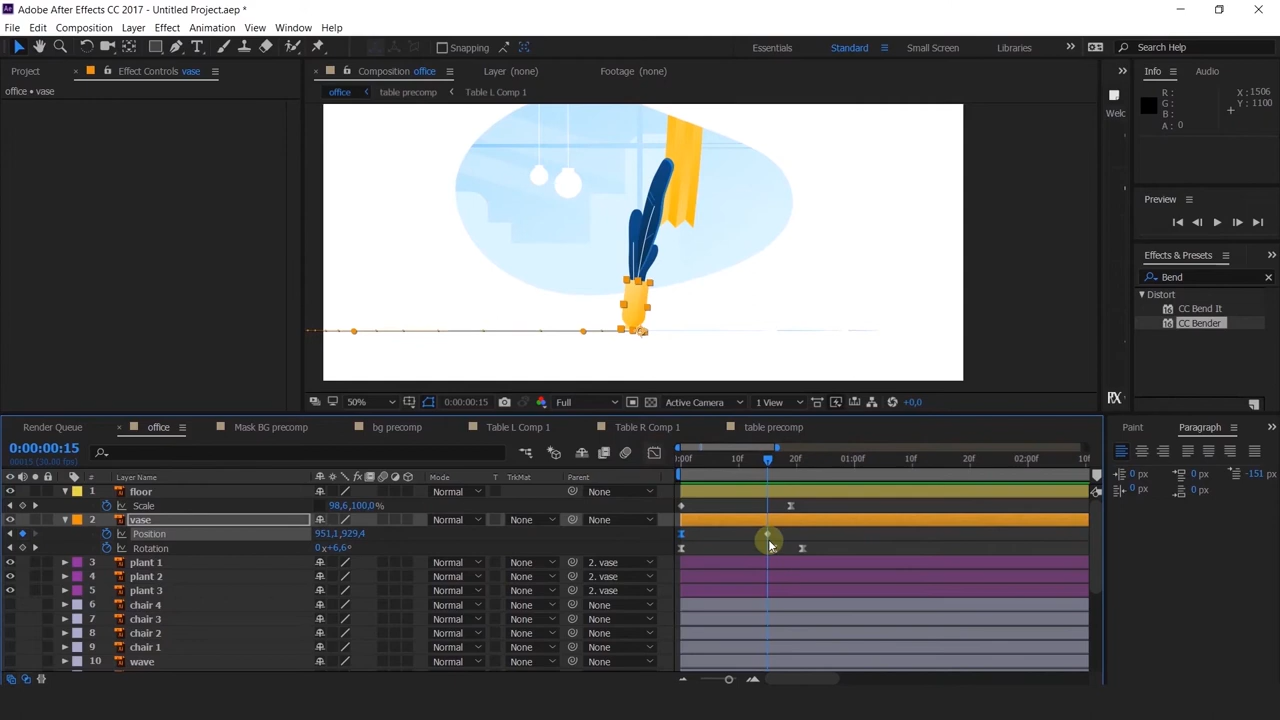 Adobe After Effects CC 2017 - Untitled Project.aep *
File Edit Composition Layer Effect Animation View Window Help
Snapping Essentials Standard Small Screen Libraries Search Help
Project Effect Controls vase Composition office Layer (none) Footage (none) Info Audio
office • vase office table precomp Table L Comp 1
R : G : B : A : 0
X : 1506
Y : 1100
Welc
Preview
Effects & Presets
Bend
Distort
CC Bend It
CC Bender
50% 0:00:00:15 Full Active Camera 1 View +0,0
RX
Render Queue office Mask BG precomp bg precomp Table L Comp 1 Table R Comp 1 table precomp Paint Paragraph
0:00:00:15
00015 (30.00 fps)
0:00f 10f 20f 01:00f 10f 20f 02:00f 10f
# Layer Name Mode T TrkMat Parent
0 px 0 px -151 px
0 px 0 px
1 floor Normal None
Scale 98,6,100,0%
2 vase Normal None None
Position 951,1,929,4
Rotation 0x+6,6°
3 plant 1 Normal None 2. vase
4 plant 2 Normal None 2. vase
5 plant 3 Normal None 2. vase
6 chair 4 Normal None None
7 chair 3 Normal None None
8 chair 2 Normal None None
9 chair 1 Normal None None
10 wave Normal None None